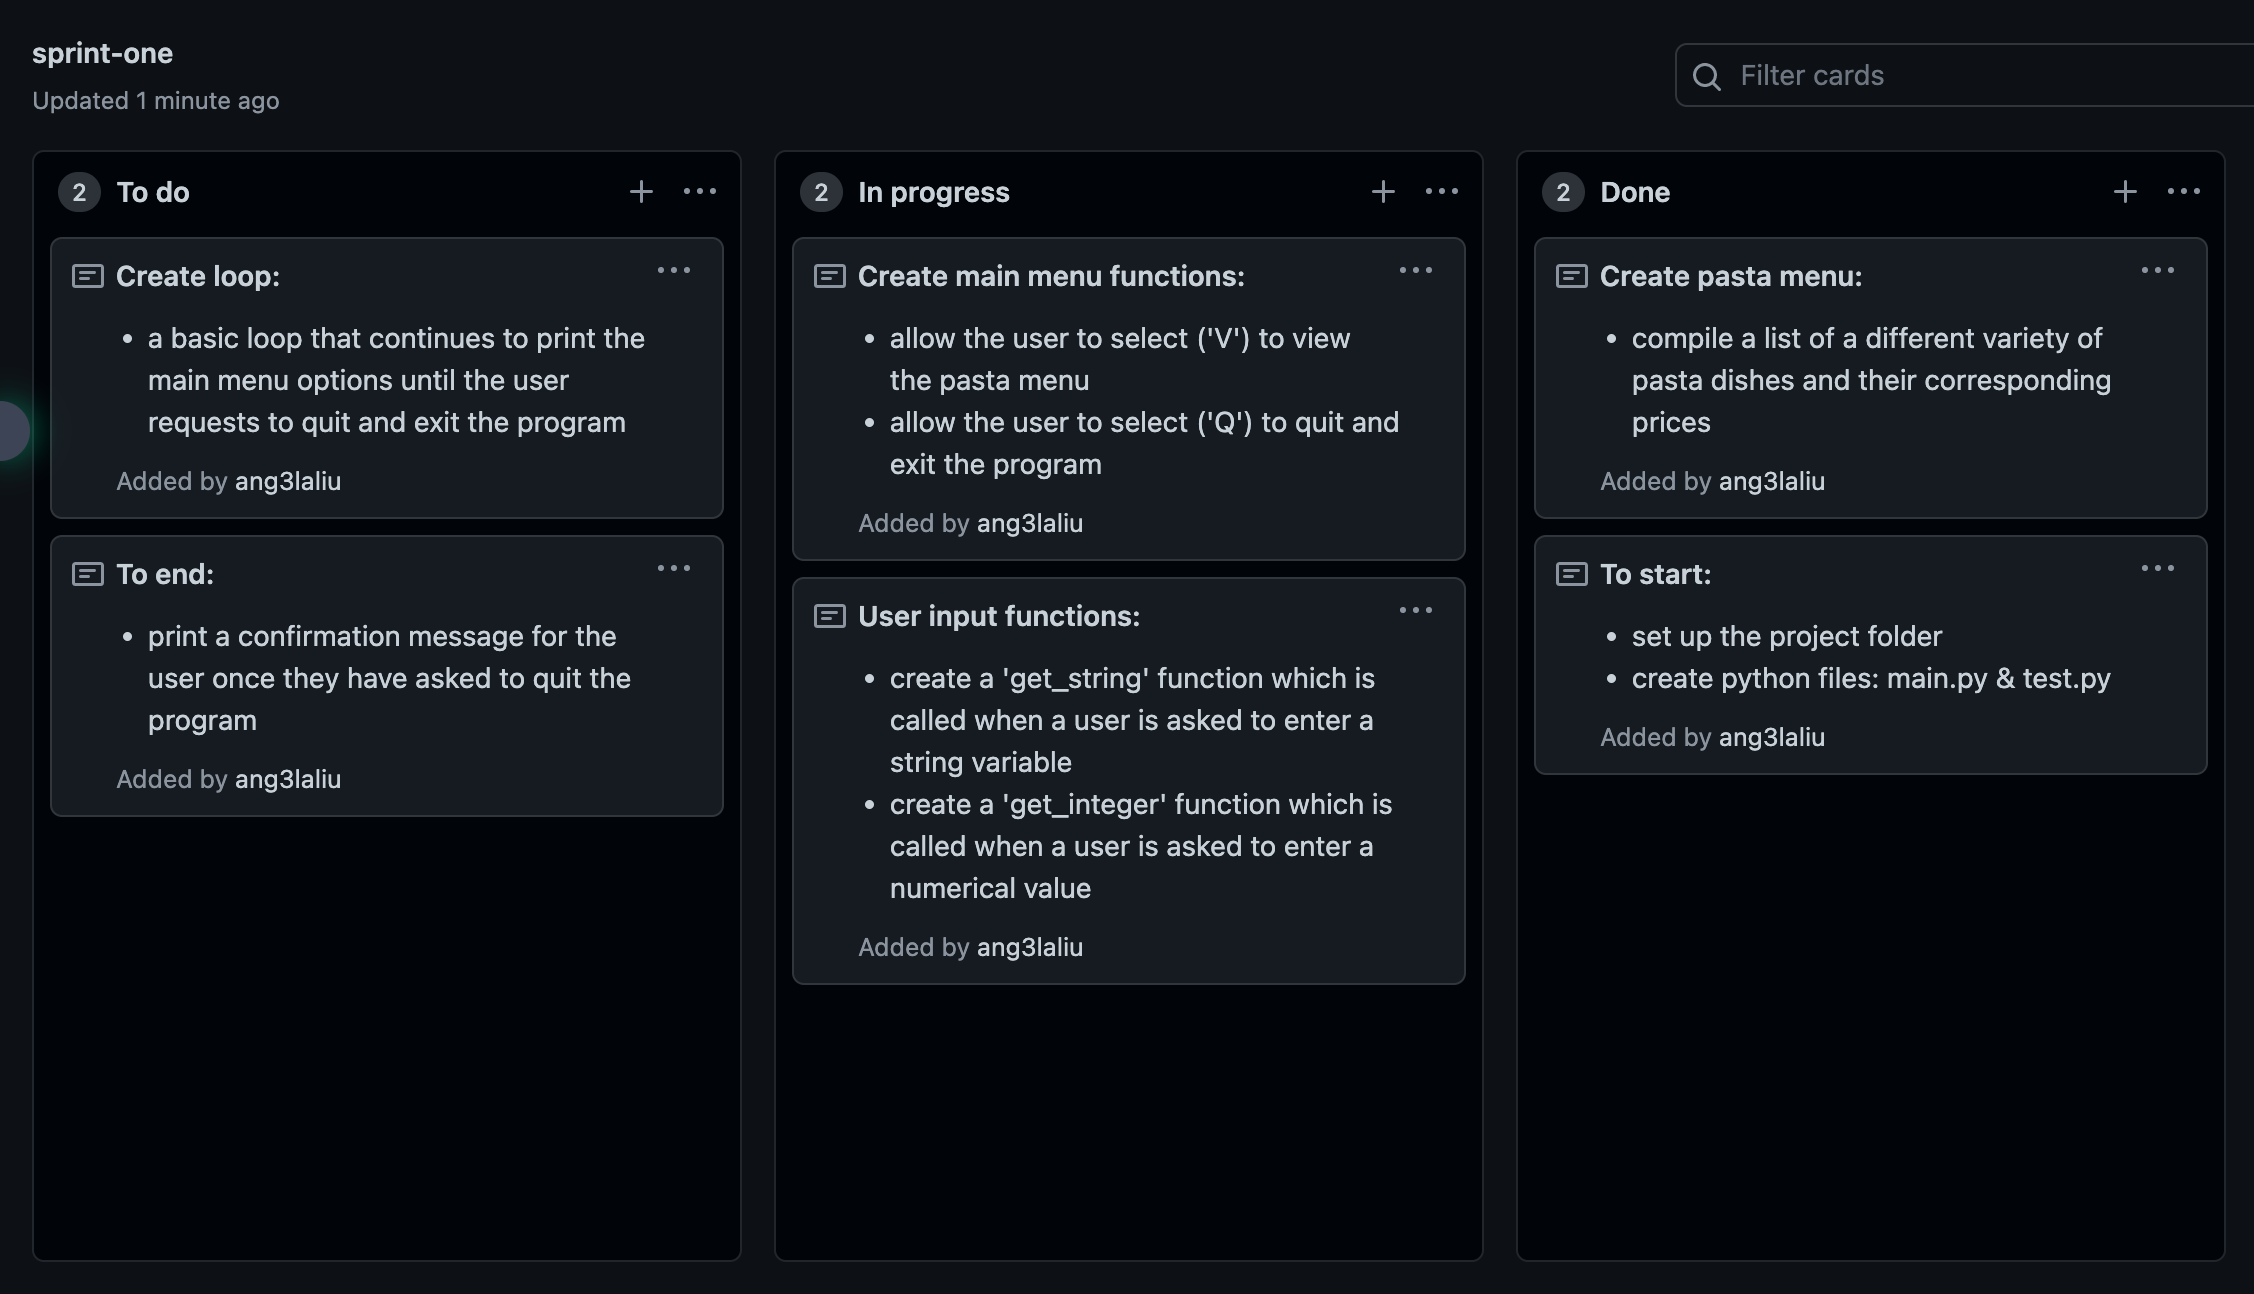 sprint-one
Updated 1 minute ago
Filter cards
2 To do
Create loop:
• a basic loop that continues to print the
main menu options until the user
requests to quit and exit the program
Added by ang3laliu
To end:
• print a confirmation message for the
user once they have asked to quit the
program
Added by ang3laliu
2 In progress
Create main menu functions:
• allow the user to select ('V') to view
the pasta menu
• allow the user to select ('Q') to quit and
exit the program
Added by ang3laliu
User input functions:
• create a 'get_string' function which is
called when a user is asked to enter a
string variable
• create a 'get_integer' function which is
called when a user is asked to enter a
numerical value
Added by ang3laliu
2 Done
Create pasta menu:
• compile a list of a different variety of
pasta dishes and their corresponding
prices
Added by ang3laliu
To start:
• set up the project folder
• create python files: main.py & test.py
Added by ang3laliu